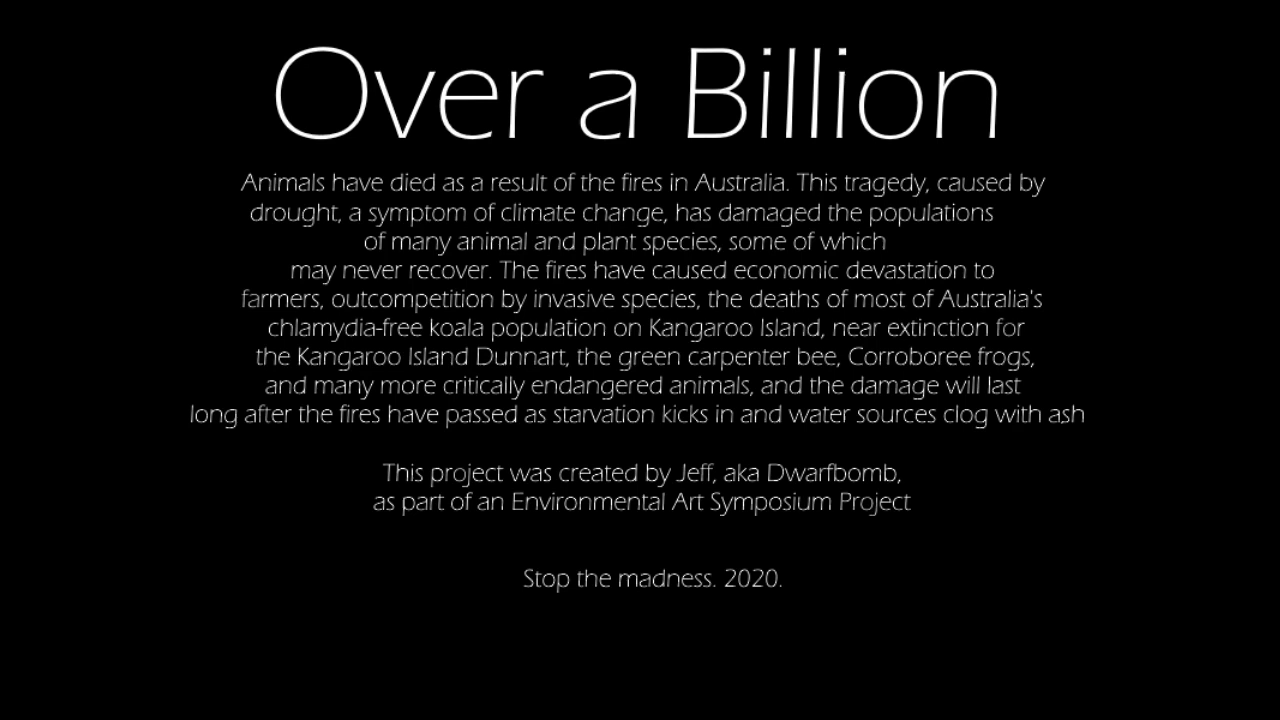 Over a Billion
Animals have died as a result of the fires in Australia. This tragedy, caused by
drought, a symptom of climate change, has damaged the populations
of many animal and plant species, some of which
may never recover. The fires have caused economic devastation to
farmers, outcompetition by invasive species, the deaths of most of Australia's
chlamydia-free koala population on Kangaroo Island, near extinction for
the Kangaroo Island Dunnart, the green carpenter bee, Corroboree frogs,
and many more critically endangered animals, and the damage will last
long after the fires have passed as starvation kicks in and water sources clog with ash
This project was created by Jeff, aka Dwarfbomb,
as part of an Environmental Art Symposium Project
Stop the madness. 2020.